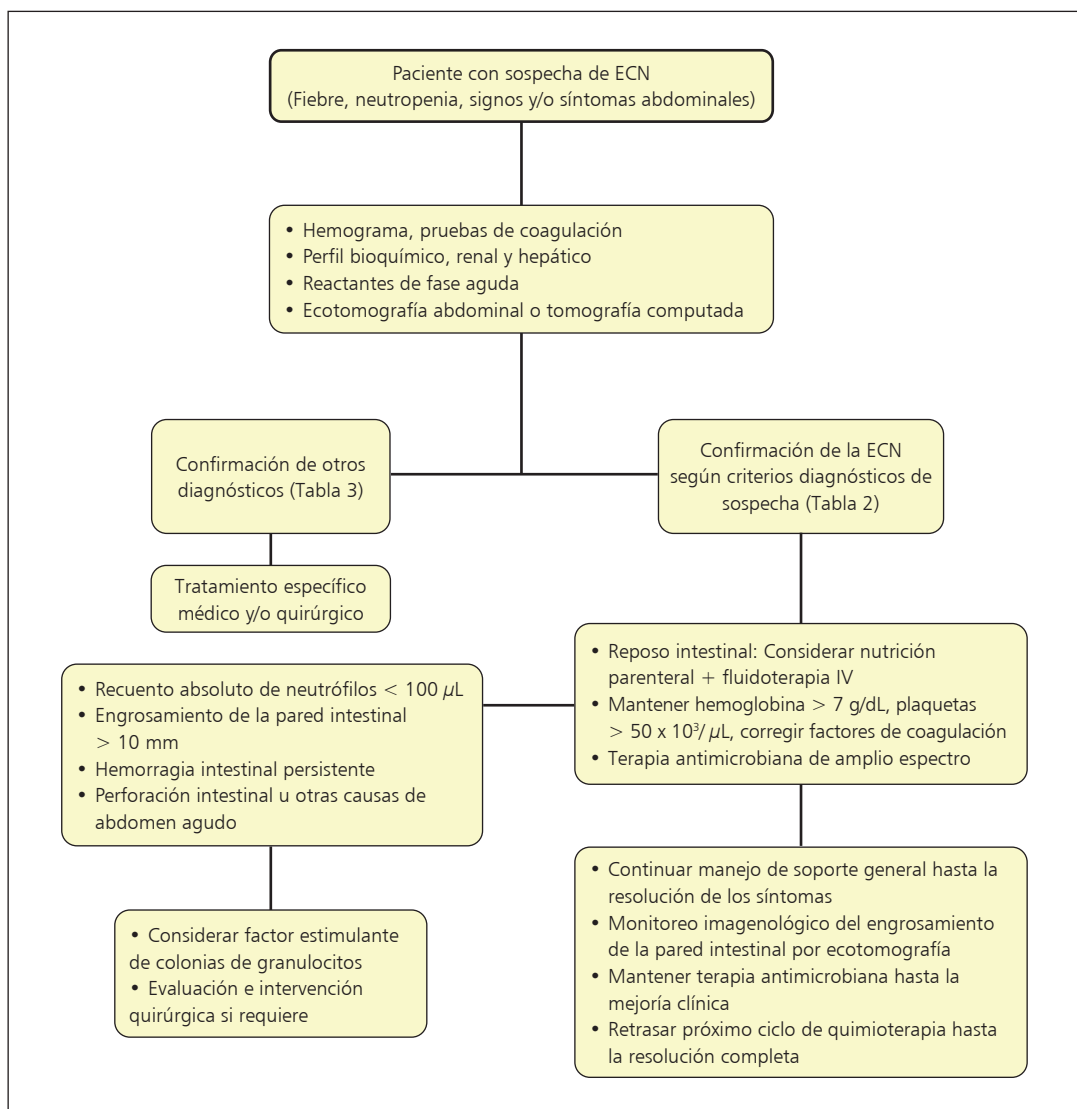 Paciente con sospecha de ECN
(Fiebre, neutropenia, signos y/o síntomas abdominales)
• Hemograma, pruebas de coagulación
• Perfil bioquímico, renal y hepático
• Reactantes de fase aguda
• Ecotomografía abdominal o tomografía computada
Confirmación de otros
diagnósticos (Tabla 3)
Confirmación de la ECN
según criterios diagnósticos de
sospecha (Tabla 2)
Tratamiento específico
médico y/o quirúrgico
• Reposo intestinal: Considerar nutrición
parenteral + fluidoterapia IV
• Mantener hemoglobina > 7 g/dL, plaquetas
> 50 x 10³/ µL, corregir factores de coagulación
• Terapia antimicrobiana de amplio espectro
• Recuento absoluto de neutrófilos < 100 µL
• Engrosamiento de la pared intestinal
> 10 mm
• Hemorragia intestinal persistente
• Perforación intestinal u otras causas de
abdomen agudo
• Considerar factor estimulante
de colonias de granulocitos
• Evaluación e intervención
quirúrgica si requiere
• Continuar manejo de soporte general hasta la
resolución de los síntomas
• Monitoreo imagenológico del engrosamiento
de la pared intestinal por ecotomografía
• Mantener terapia antimicrobiana hasta la
mejoría clínica
• Retrasar próximo ciclo de quimioterapia hasta
la resolución completa